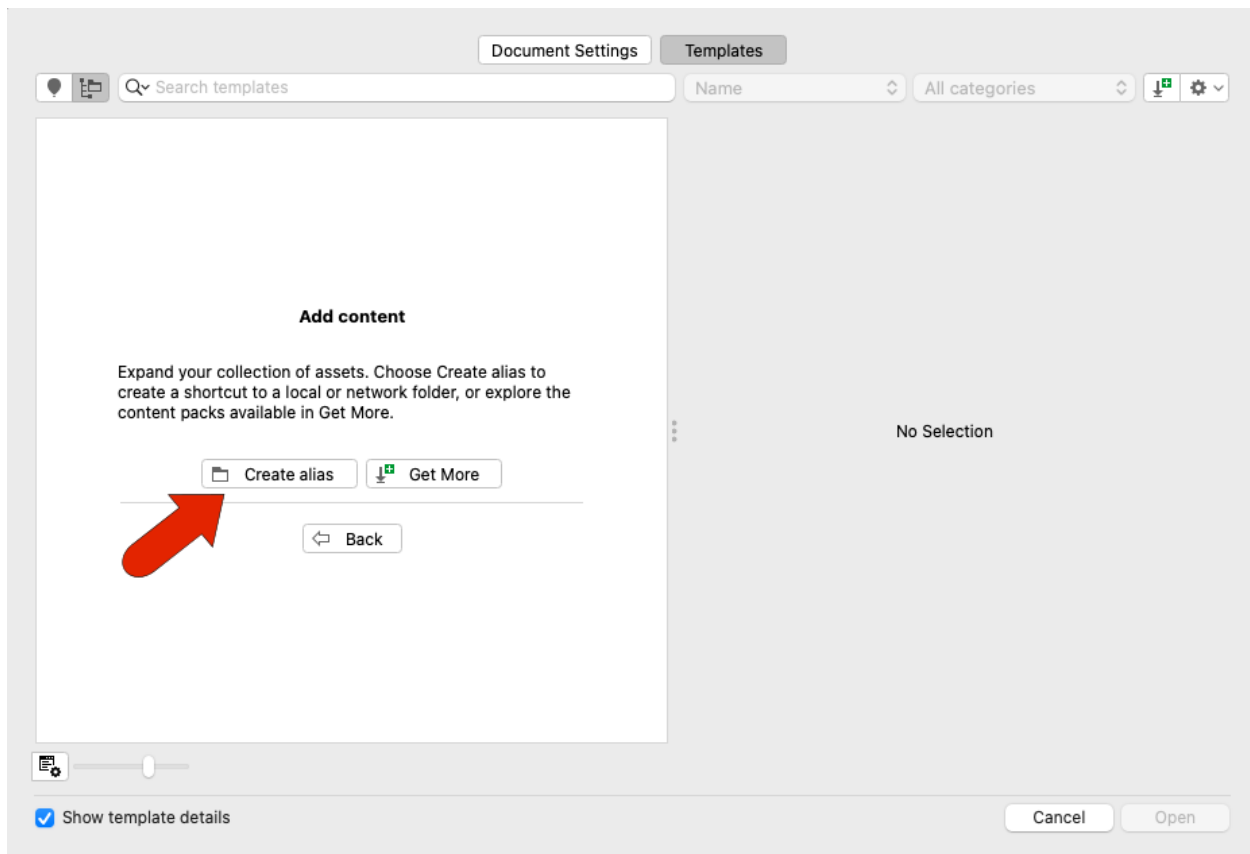 Document Settings
Templates
Search templates
Name
All categories
Add content
Expand your collection of assets. Choose Create alias to
create a shortcut to a local or network folder, or explore the
content packs available in Get More.
Create alias
Get More
Back
No Selection
Show template details
Cancel
Open